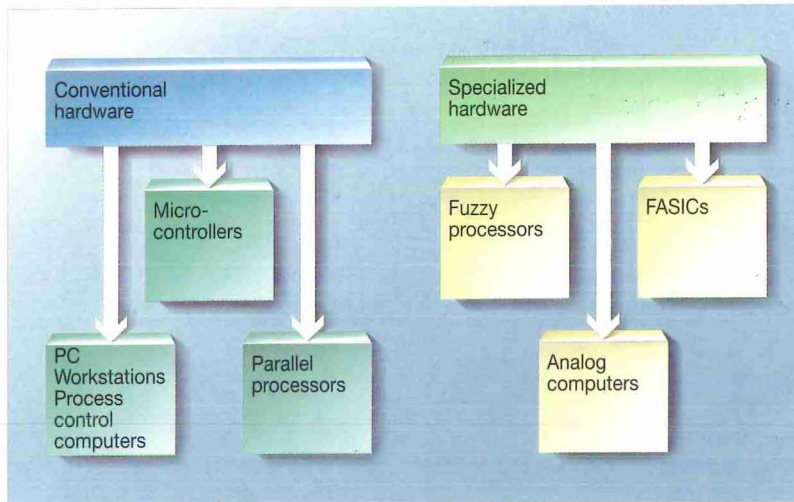 Conventional
hardware
Specialized
hardware
Micro-
controllers
Fuzzy
processors
FASICs
PC
Workstations
Process
control
computers
Parallel
processors
Analog
computers